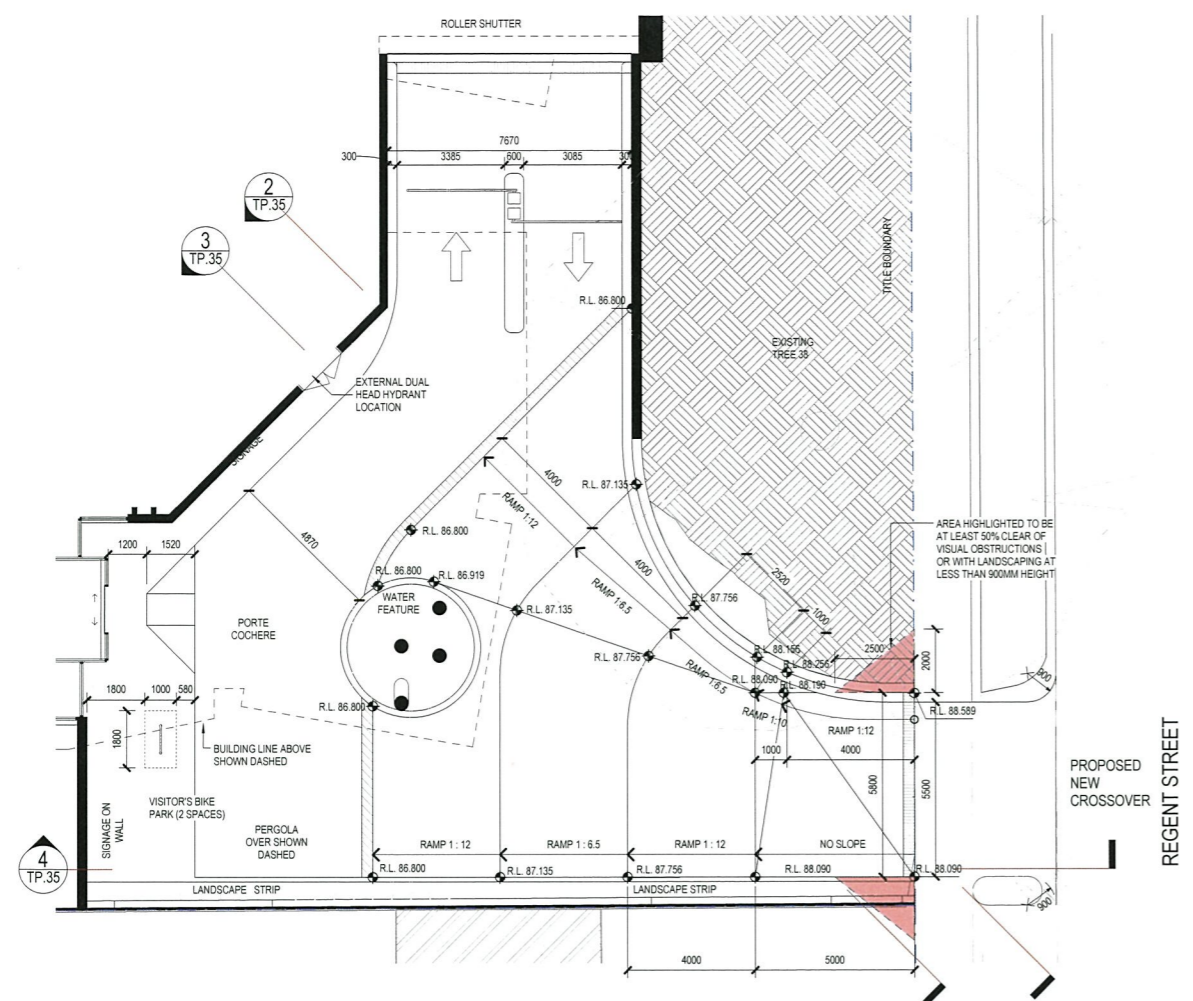 ROLLER SHUTTER
7670
300
3385
600
3085
300
2
TP.35
3
TP.35
R.L. 86.800
TITLE BOUNDARY
EXISTING
TREE 38
EXTERNAL DUAL
HEAD HYDRANT
LOCATION
SIGNAGE
4000
RAMP 1:12
R.L. 87.135
R.L. 86.800
AREA HIGHLIGHTED TO BE
AT LEAST 50% CLEAR OF
VISUAL OBSTRUCTIONS
OR WITH LANDSCAPING AT
LESS THAN 900MM HEIGHT
4870
1200
1520
R.L. 86.800
R.L. 86.919
WATER
FEATURE
4000
RAMP 1:6.5
2520
1000
R.L. 87.135
R.L. 87.756
PORTE
COCHERE
R.L. 87.756
R.L. 88.156
R.L. 88.256
2500
2000
RAMP 1:6.5
R.L. 88.090
R.L. 88.190
900
1800
1000
580
R.L. 86.800
RAMP 1:10
R.L. 88.589
RAMP 1:12
1800
BUILDING LINE ABOVE
SHOWN DASHED
1000
4000
5800
5500
PROPOSED
NEW
CROSSOVER
REGENT STREET
VISITOR'S BIKE
PARK (2 SPACES)
SIGNAGE ON
WALL
PERGOLA
OVER SHOWN
DASHED
RAMP 1 : 12
RAMP 1 : 6.5
RAMP 1 : 12
NO SLOPE
4
TP.35
R.L. 86.800
R.L. 87.135
R.L. 87.756
R.L. 88.090
R.L. 88.090
LANDSCAPE STRIP
LANDSCAPE STRIP
900
4000
5000